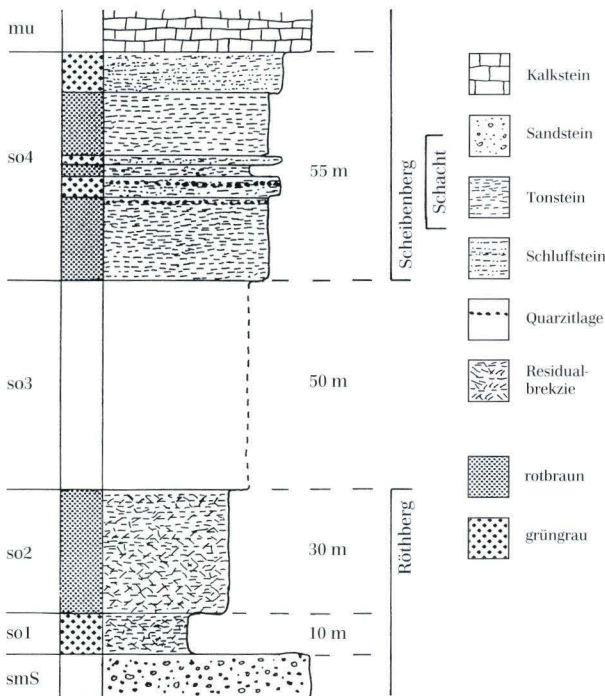 mu
so4
so3
so2
so1
smS
55 m
50 m
30 m
10 m
Scheibenberg
Schacht
Röthberg
Kalkstein
Sandstein
Tonstein
Schluffstein
Quarzitlage
Residual-
brekzie
rotbraun
grüngrau